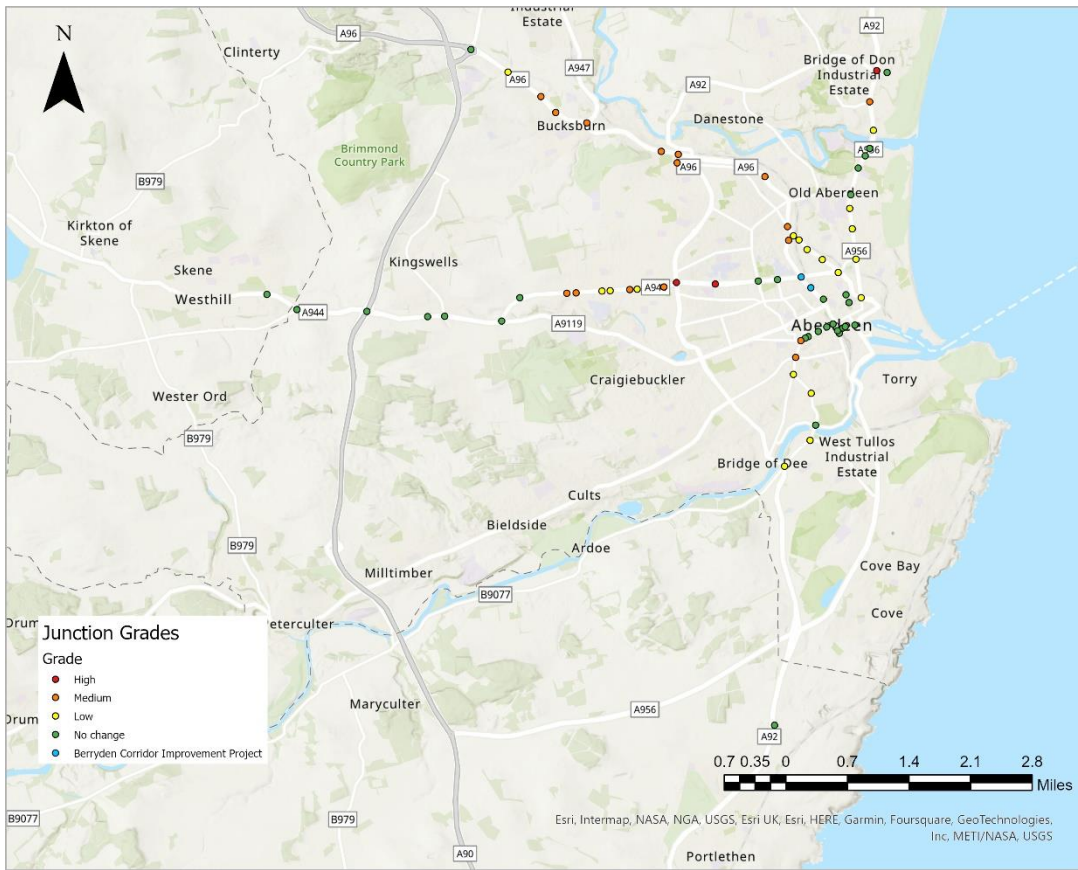 Industrial
Estate
N
A96
Clinterty
A92
Bridge of Don
Industrial
Estate
A947
A96
A92
Danestone
Bucksburn
Brimmond
Country Park
A96
A96
B979
Old Aberdeen
Kirkton of
Skene
A956
Skene
Kingswells
Westhill
A944
A9119
Aberdeen
Craigiebuckler
Torry
Wester Ord
B979
West Tullos
Industrial
Estate
Bridge of Dee
Cults
Bieldside
B979
Ardoe
Milltimber
Cove Bay
B9077
Cove
Maryculter
A956
A92
Junction Grades
Grade
High
Medium
Low
No change
Berryden Corridor Improvement Project
0.7 0.35 0 0.7 1.4 2.1 2.8
Miles
B9077
B979
A90
Portlethen
Esri, Intermap, NASA, NGA, USGS, Esri UK, Esri, HERE, Garmin, Foursquare, GeoTechnologies,
Inc, METI/NASA, USGS